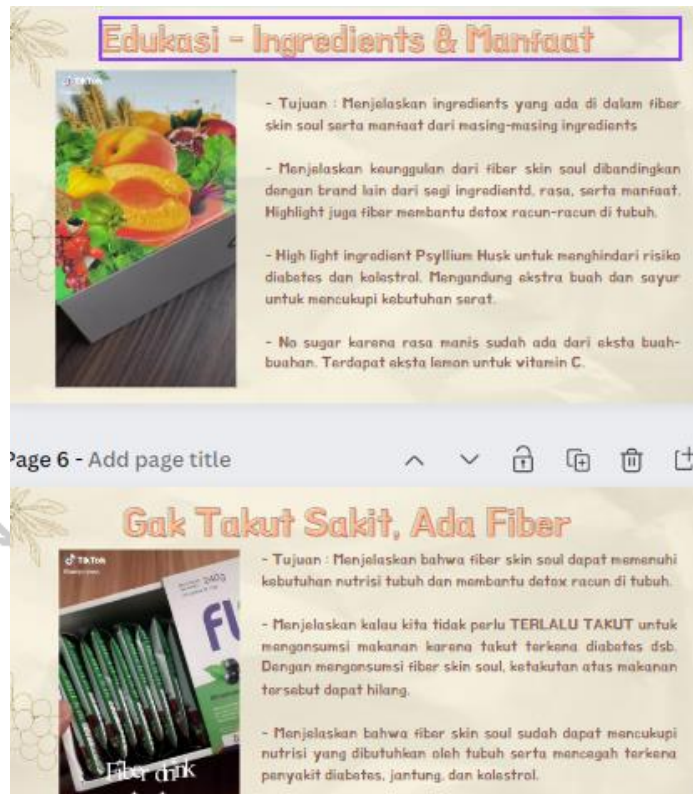 Edukasi - Ingredients & Manfaat
TikTok
- Tujuan : Menjelaskan ingredients yang ada di dalam fiber
skin soul serta manfaat dari masing-masing ingredients
- Menjelaskan keunggulan dari fiber skin soul dibandingkan
dengan brand lain dari segi ingredientd, rasa, serta manfaat.
Highlight juga fiber membantu detox racun-racun di tubuh.
- High light ingredient Psyllium Husk untuk menghindari risiko
diabetes dan kolestrol. Mengandung ekstra buah dan sayur
untuk mencukupi kebutuhan serat.
- No sugar karena rasa manis sudah ada dari eksta buah-
buahan. Terdapat eksta lemon untuk vitamin C.
Page 6 - Add page title
Gak Takut Sakit, Ada Fiber
TikTok
240g
Fiber drink
- Tujuan : Menjelaskan bahwa fiber skin soul dapat memenuhi
kebutuhan nutrisi tubuh dan membantu detox racun di tubuh.
- Menjelaskan kalau kita tidak perlu TERLALU TAKUT untuk
mengonsumsi makanan karena takut terkena diabetes dsb.
Dengan mengonsumsi fiber skin soul, ketakutan atas makanan
tersebut dapat hilang.
- Menjelaskan bahwa fiber skin soul sudah dapat mencukupi
nutrisi yang dibutuhkan oleh tubuh serta mencegah terkena
penyakit diabetes, jantung, dan kolestrol.